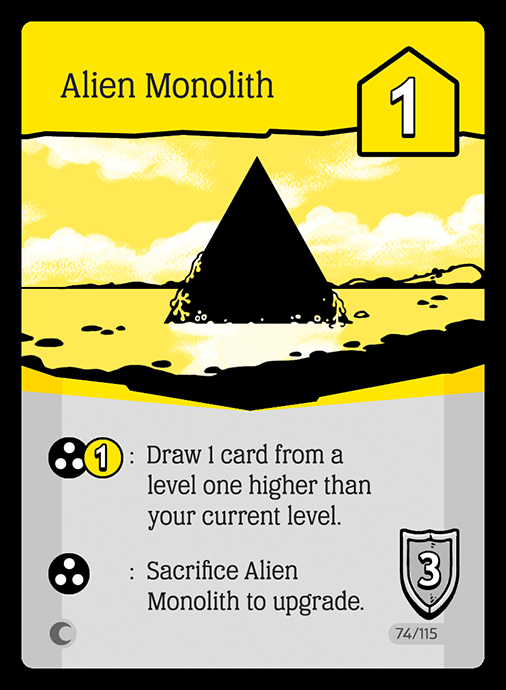 Alien Monolith
1
1 : Draw 1 card from a
level one higher than
your current level.
: Sacrifice Alien
Monolith to upgrade.
3
74/115